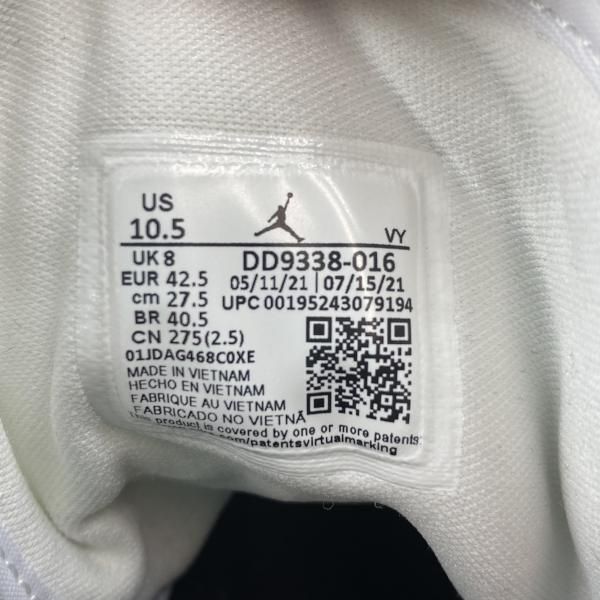 US
10.5
VY
UK 8
DD9338-016
EUR 42.5
05/11/21 | 07/15/21
cm 27.5
UPC 00195243079194
BR 40.5
CN 275(2.5)
01JDAG468C0XE
MADE IN VIETNAM
HECHO EN VIETNAM
FABRIQUE AU VIETNAM
FABRICADO NO VIETNÃ
This product is covered by one or more patents
.com/patentsvirtualmarking